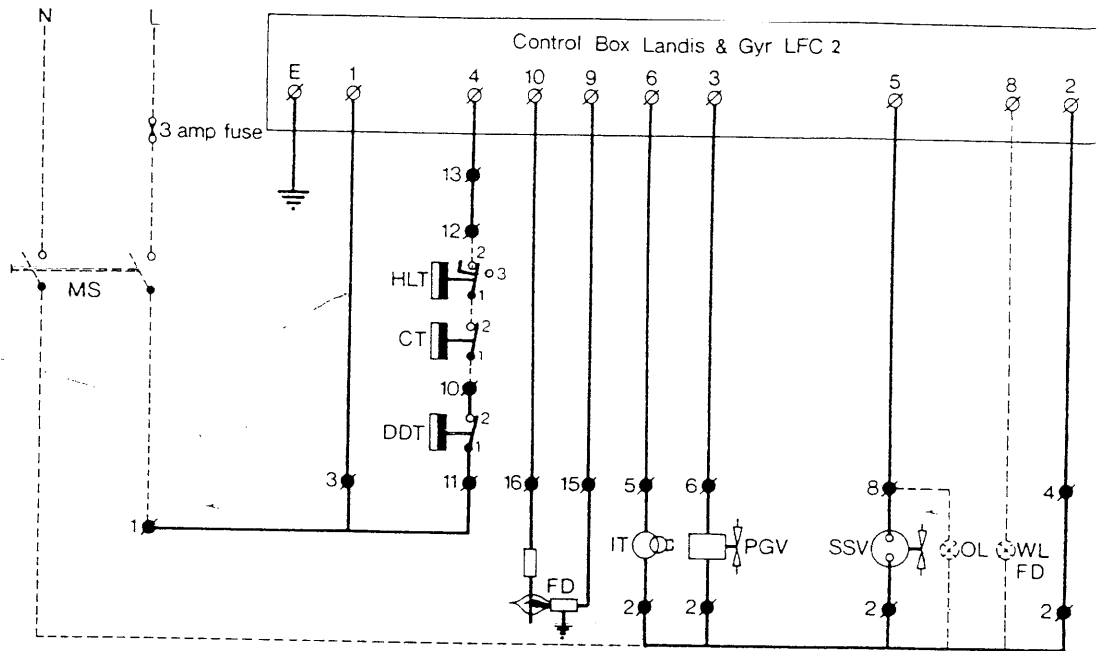 N L
Control Box Landis & Gyr LFC 2
E 1 4 10 9 6 3 5 8 2
3 amp fuse
13
12
2
HLT 3
1
MS
2
CT
1
10
2
DDT
1
3 11 16 15 5 6 8 4
1
IT PGV SSV OL WL
FD FD
2 2 2 2